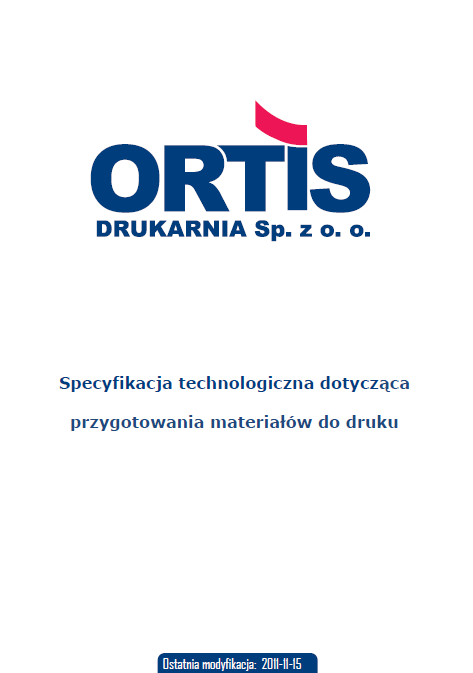 ORTIS
DRUKARNIA Sp. z o. o.
Specyfikacja technologiczna dotycząca
przygotowania materiałów do druku
Ostatnia modyfikacja: 2011-11-15